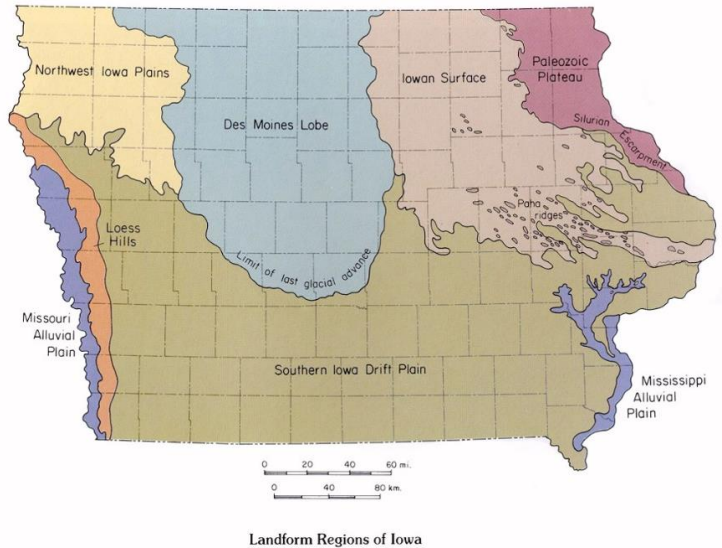 Northwest Iowa Plains
Des Moines Lobe
Iowan Surface
Paleozoic
Plateau
Silurian Escarpment
Paha
ridges
Loess
Hills
Limit of last glacial advance
Missouri
Alluvial
Plain
Southern Iowa Drift Plain
Mississippi
Alluvial
Plain
0 20 40 60 mi.
0 40 80 km.
Landform Regions of Iowa